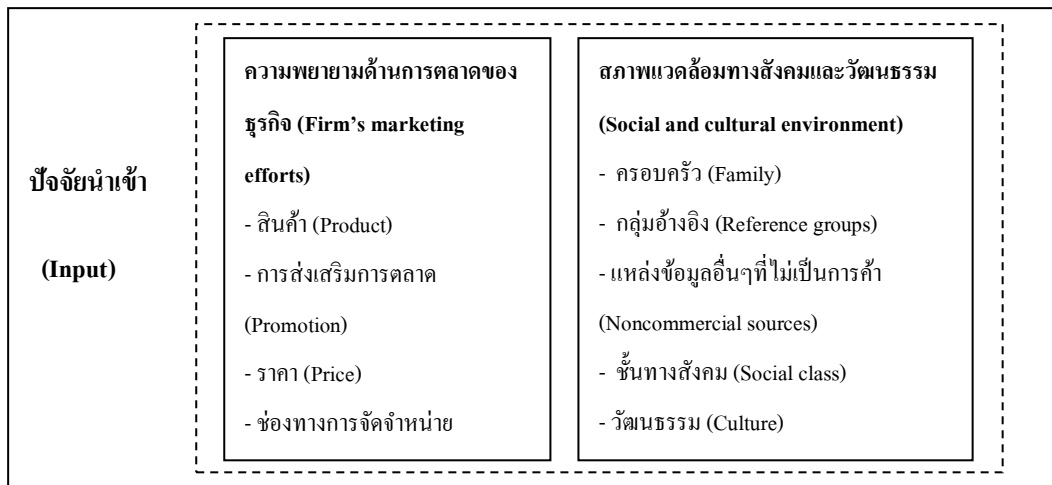 ปัจจัยนำเข้า
(Input)
ความพยายามด้านการตลาดของ
ธุรกิจ (Firm's marketing
efforts)
- สินค้า (Product)
- การส่งเสริมการตลาด
(Promotion)
- ราคา (Price)
- ช่องทางการจัดจำหน่าย
สภาพแวดล้อมทางสังคมและวัฒนธรรม
(Social and cultural environment)
- ครอบครัว (Family)
- กลุ่มอ้างอิง (Reference groups)
- แหล่งข้อมูลอื่นๆที่ไม่เป็นการค้า
(Noncommercial sources)
- ชั้นทางสังคม (Social class)
- วัฒนธรรม (Culture)